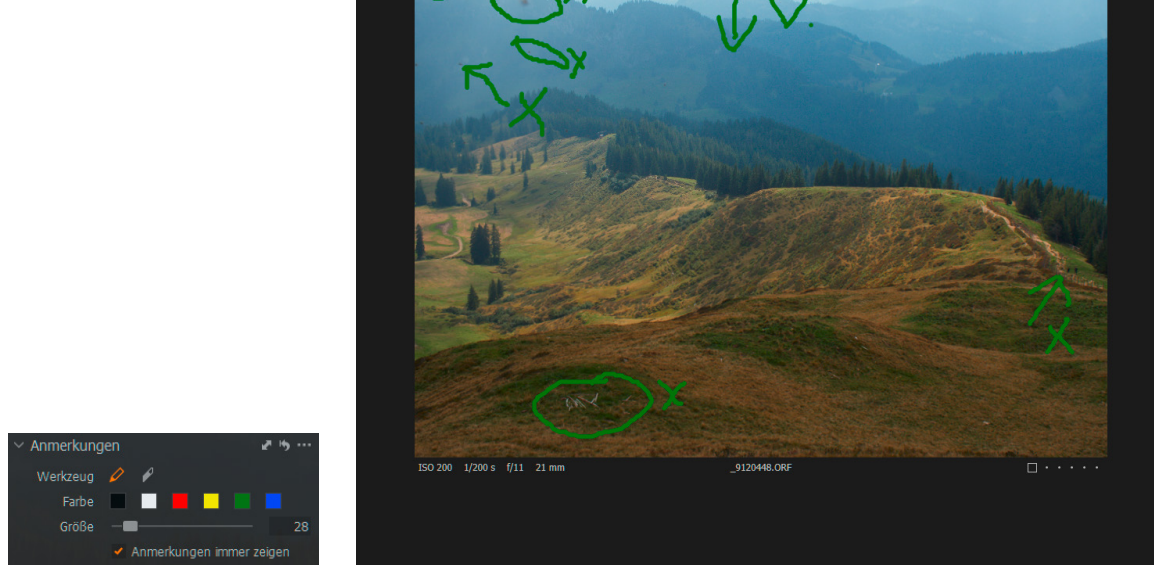 Anmerkungen
Werkzeug
Farbe
Größe 28
Anmerkungen immer zeigen
X
X
X
X
ISO 200 1/200 s f/11 21 mm _9120448.ORF